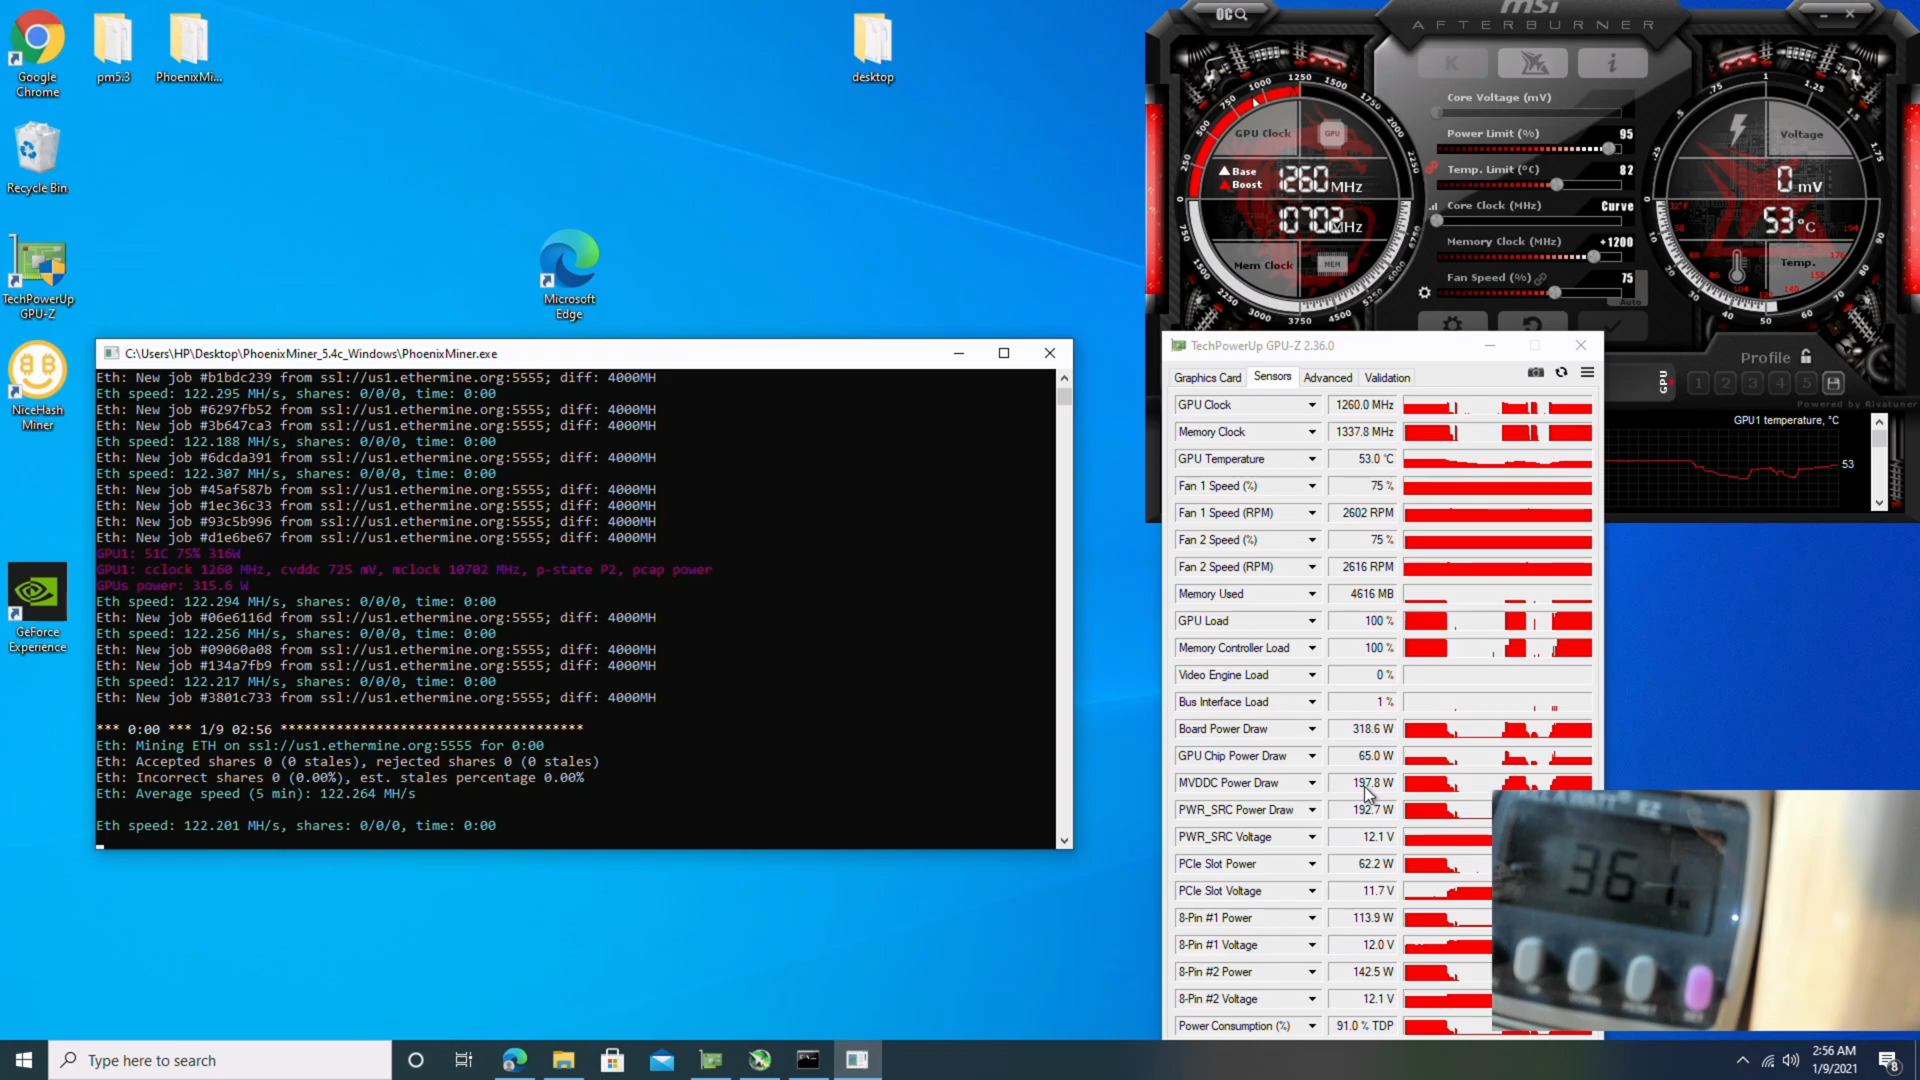 Google
Chrome
pm5.3
PhoenixMi...
desktop
Recycle Bin
TechPowerUp
GPU-Z
Microsoft
Edge
NiceHash
Miner
GeForce
Experience
C:\Users\HP\Desktop\PhoenixMiner_5.4c_Windows\PhoenixMiner.exe
Eth: New job #b1bdc239 from ssl://us1.ethermine.org:5555; diff: 4000MH
Eth speed: 122.295 MH/s, shares: 0/0/0, time: 0:00
Eth: New job #6297fb52 from ssl://us1.ethermine.org:5555; diff: 4000MH
Eth: New job #3b647ca3 from ssl://us1.ethermine.org:5555; diff: 4000MH
Eth speed: 122.188 MH/s, shares: 0/0/0, time: 0:00
Eth: New job #6dcda391 from ssl://us1.ethermine.org:5555; diff: 4000MH
Eth speed: 122.307 MH/s, shares: 0/0/0, time: 0:00
Eth: New job #45af587b from ssl://us1.ethermine.org:5555; diff: 4000MH
Eth: New job #1ec36c33 from ssl://us1.ethermine.org:5555; diff: 4000MH
Eth: New job #93c5b996 from ssl://us1.ethermine.org:5555; diff: 4000MH
Eth: New job #d1e6be67 from ssl://us1.ethermine.org:5555; diff: 4000MH
GPU1: 51C 75% 316W
GPU1: cclock 1260 MHz, cvddc 725 mV, mclock 10702 MHz, p-state P2, pcap power
GPUs power: 315.6 W
Eth speed: 122.294 MH/s, shares: 0/0/0, time: 0:00
Eth: New job #06e6116d from ssl://us1.ethermine.org:5555; diff: 4000MH
Eth speed: 122.256 MH/s, shares: 0/0/0, time: 0:00
Eth: New job #09060a08 from ssl://us1.ethermine.org:5555; diff: 4000MH
Eth: New job #134a7fb9 from ssl://us1.ethermine.org:5555; diff: 4000MH
Eth speed: 122.217 MH/s, shares: 0/0/0, time: 0:00
Eth: New job #3801c733 from ssl://us1.ethermine.org:5555; diff: 4000MH
*** 0:00 *** 1/9 02:56 **************************************
Eth: Mining ETH on ssl://us1.ethermine.org:5555 for 0:00
Eth: Accepted shares 0 (0 stales), rejected shares 0 (0 stales)
Eth: Incorrect shares 0 (0.00%), est. stales percentage 0.00%
Eth: Average speed (5 min): 122.264 MH/s
Eth speed: 122.201 MH/s, shares: 0/0/0, time: 0:00
OC
msi
AFTERBURNER
K
i
GPU Clock
GPU
Base
Boost
1260 MHz
10702 MHz
Mem Clock
MEM
Core Voltage (mV)
Power Limit (%) 95
Temp. Limit (°C) 82
Core Clock (MHz) Curve
Memory Clock (MHz) +1200
Fan Speed (%) 75
Auto
Voltage
0 mV
53 °C
Temp.
Profile
GPU 1 2 3 4 5
Powered by Rivatuner
GPU1 temperature, °C
53
TechPowerUp GPU-Z 2.36.0
Graphics Card Sensors Advanced Validation
GPU Clock 1260.0 MHz
Memory Clock 1337.8 MHz
GPU Temperature 53.0 °C
Fan 1 Speed (%) 75 %
Fan 1 Speed (RPM) 2602 RPM
Fan 2 Speed (%) 75 %
Fan 2 Speed (RPM) 2616 RPM
Memory Used 4616 MB
GPU Load 100 %
Memory Controller Load 100 %
Video Engine Load 0 %
Bus Interface Load 1 %
Board Power Draw 318.6 W
GPU Chip Power Draw 65.0 W
MVDDC Power Draw 197.8 W
PWR_SRC Power Draw 192.7 W
PWR_SRC Voltage 12.1 V
PCIe Slot Power 62.2 W
PCIe Slot Voltage 11.7 V
8-Pin #1 Power 113.9 W
8-Pin #1 Voltage 12.0 V
8-Pin #2 Power 142.5 W
8-Pin #2 Voltage 12.1 V
Power Consumption (%) 91.0 % TDP
361
Type here to search
2:56 AM
1/9/2021
8